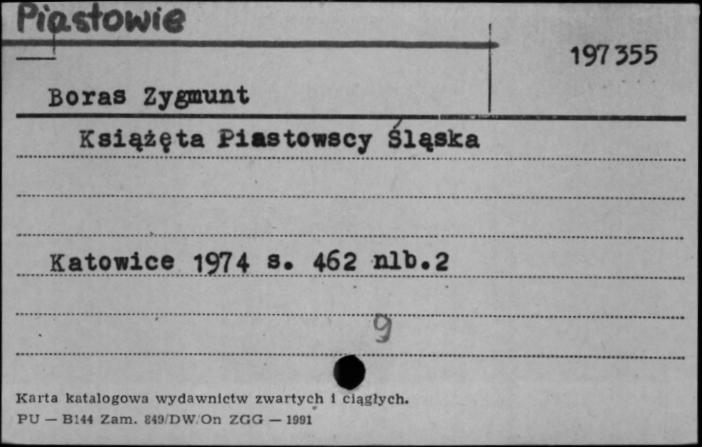 Piastowie
197355
Boras Zygmunt
Książęta Piastowscy Śląska
Katowice 1974 s. 462 nlb.2
9
Karta katalogowa wydawnictw zwartych i ciągłych.
PU — B144 Zam. 849/DW/On ZGG — 1991